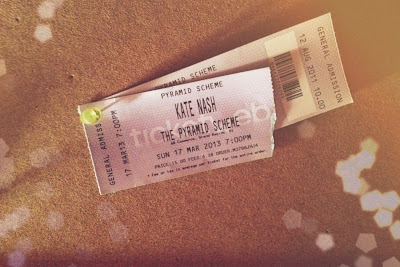 PYRAMID SCHEME
GENERAL ADMISSION
12 AUG 2011 10.00
PYRAMID SCHEME
KATE NASH
ticketweb
THE PYRAMID SCHEME
SUN 17 MAR 2013 7:00PM
GENERAL ADMISSION
17 MAR13 7:00PM